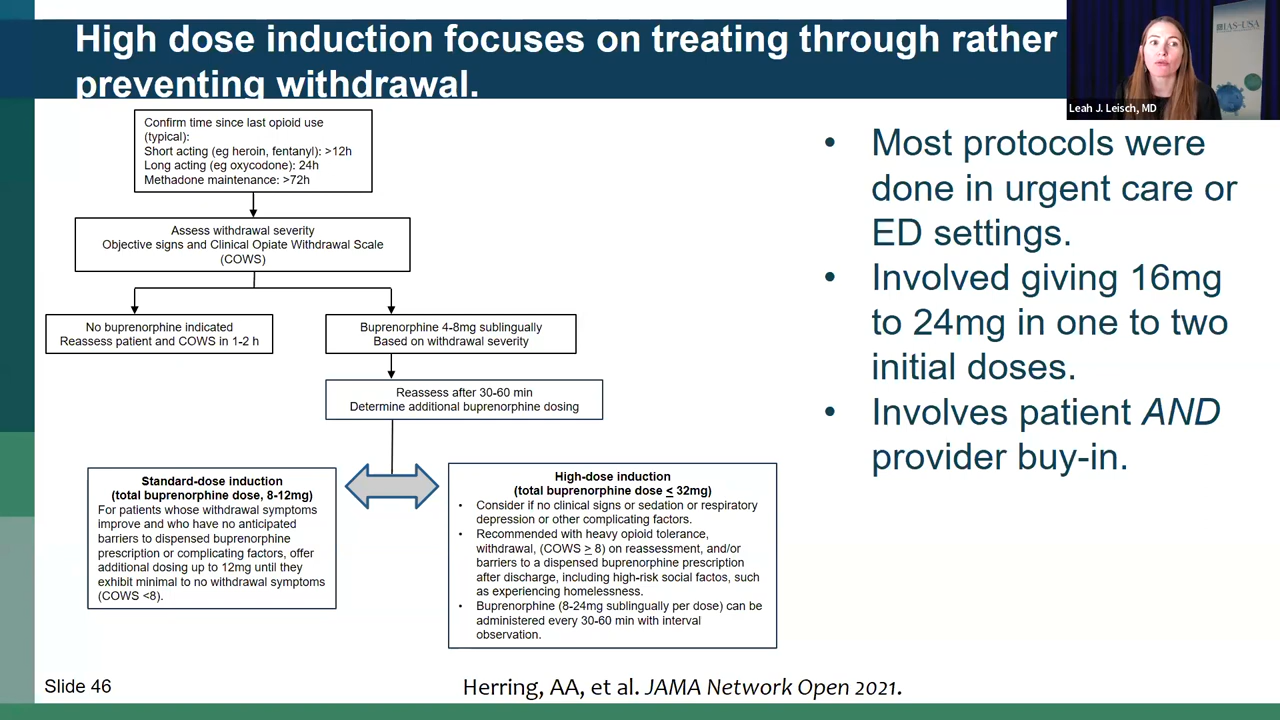 High dose induction focuses on treating through rather
preventing withdrawal.
IAS-USA
Leah J. Leisch, MD
Confirm time since last opioid use
(typical):
Short acting (eg heroin, fentanyl): >12h
Long acting (eg oxycodone): 24h
Methadone maintenance: >72h
Assess withdrawal severity
Objective signs and Clinical Opiate Withdrawal Scale
(COWS)
No buprenorphine indicated
Reassess patient and COWS in 1-2 h
Buprenorphine 4-8mg sublingually
Based on withdrawal severity
Reassess after 30-60 min
Determine additional buprenorphine dosing
Standard-dose induction
(total buprenorphine dose, 8-12mg)
For patients whose withdrawal symptoms
improve and who have no anticipated
barriers to dispensed buprenorphine
prescription or complicating factors, offer
additional dosing up to 12mg until they
exhibit minimal to no withdrawal symptoms
(COWS <8).
High-dose induction
(total buprenorphine dose ≤ 32mg)
• Consider if no clinical signs or sedation or respiratory
depression or other complicating factors.
• Recommended with heavy opioid tolerance,
withdrawal, (COWS ≥ 8) on reassessment, and/or
barriers to a dispensed buprenorphine prescription
after discharge, including high-risk social factos, such
as experiencing homelessness.
• Buprenorphine (8-24mg sublingually per dose) can be
administered every 30-60 min with interval
observation.
• Most protocols were
done in urgent care or
ED settings.
• Involved giving 16mg
to 24mg in one to two
initial doses.
• Involves patient AND
provider buy-in.
Slide 46
Herring, AA, et al. JAMA Network Open 2021.